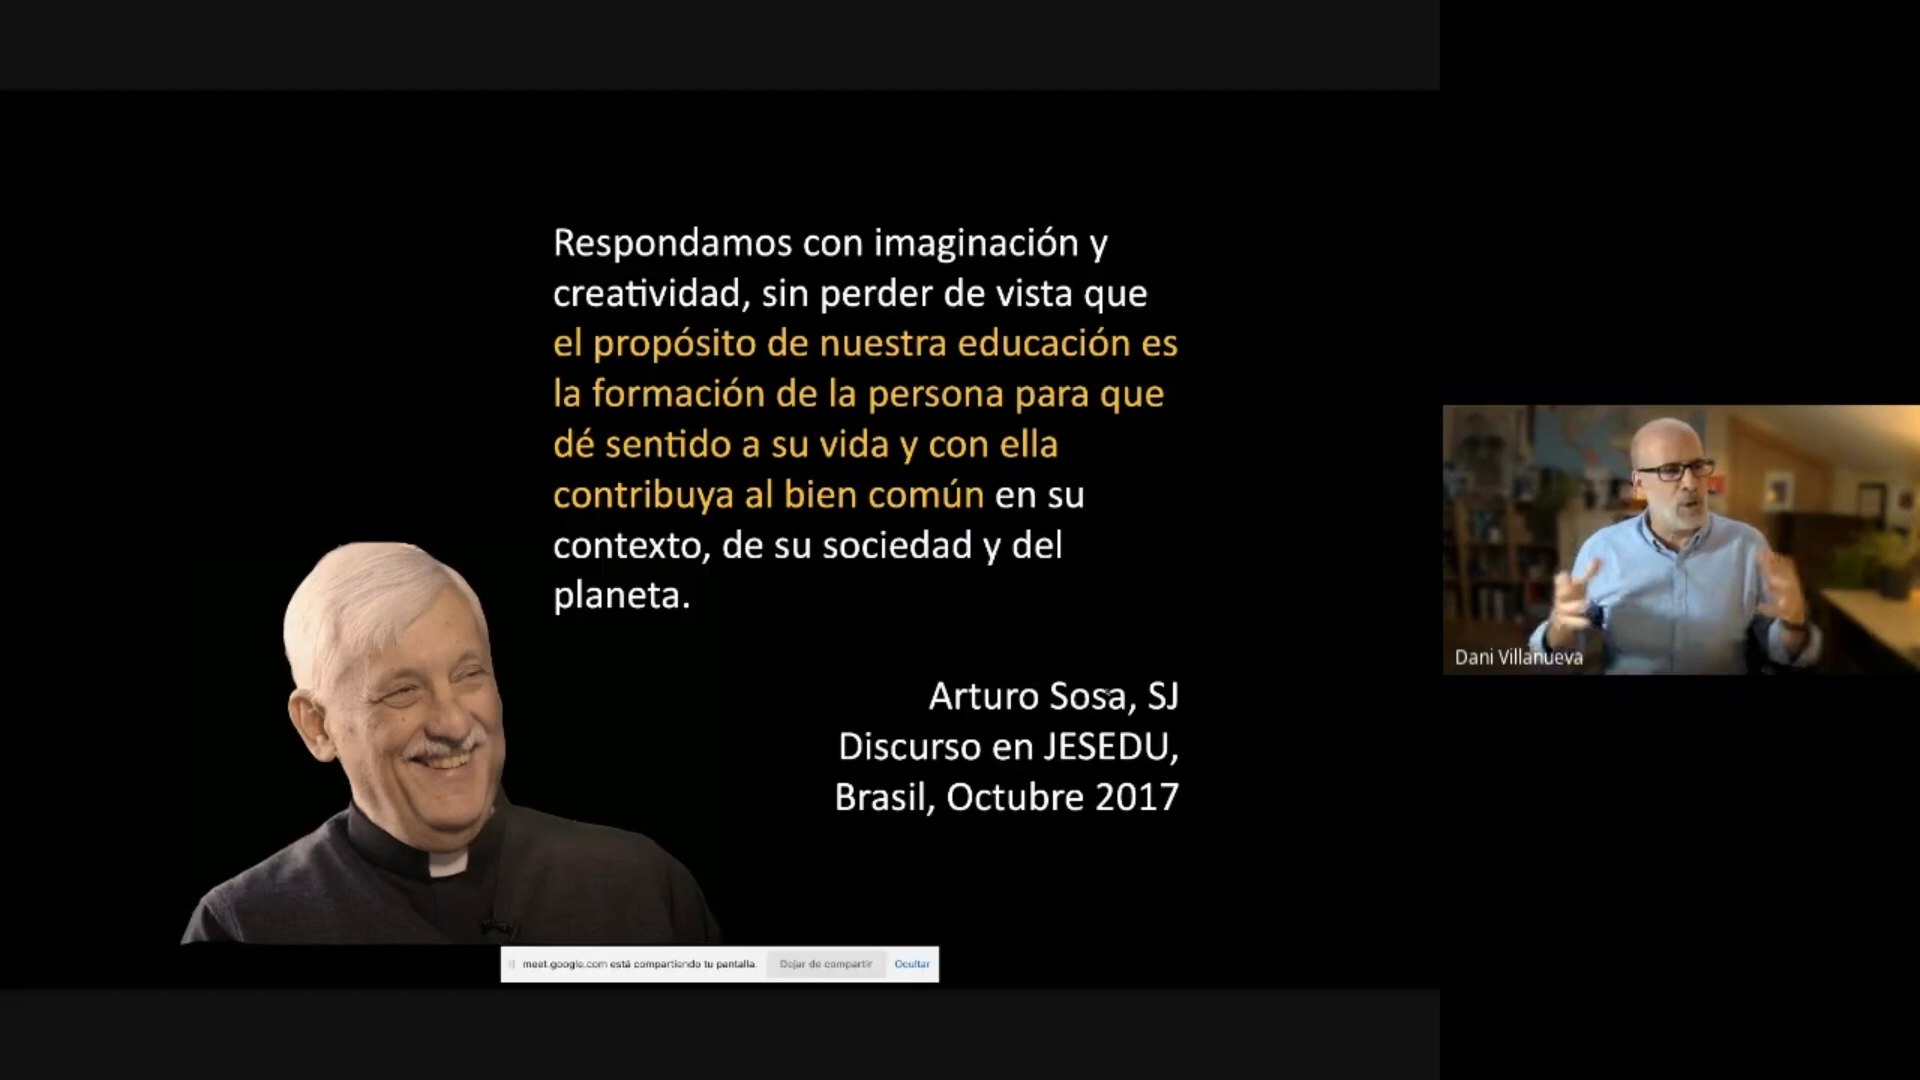 Respondamos con imaginación y
creatividad, sin perder de vista que
el propósito de nuestra educación es
la formación de la persona para que
dé sentido a su vida y con ella
contribuya al bien común en su
contexto, de su sociedad y del
planeta.
Arturo Sosa, SJ
Discurso en JESEDU,
Brasil, Octubre 2017
Dani Villanueva
meet.google.com está compartiendo tu pantalla. Dejar de compartir Ocultar